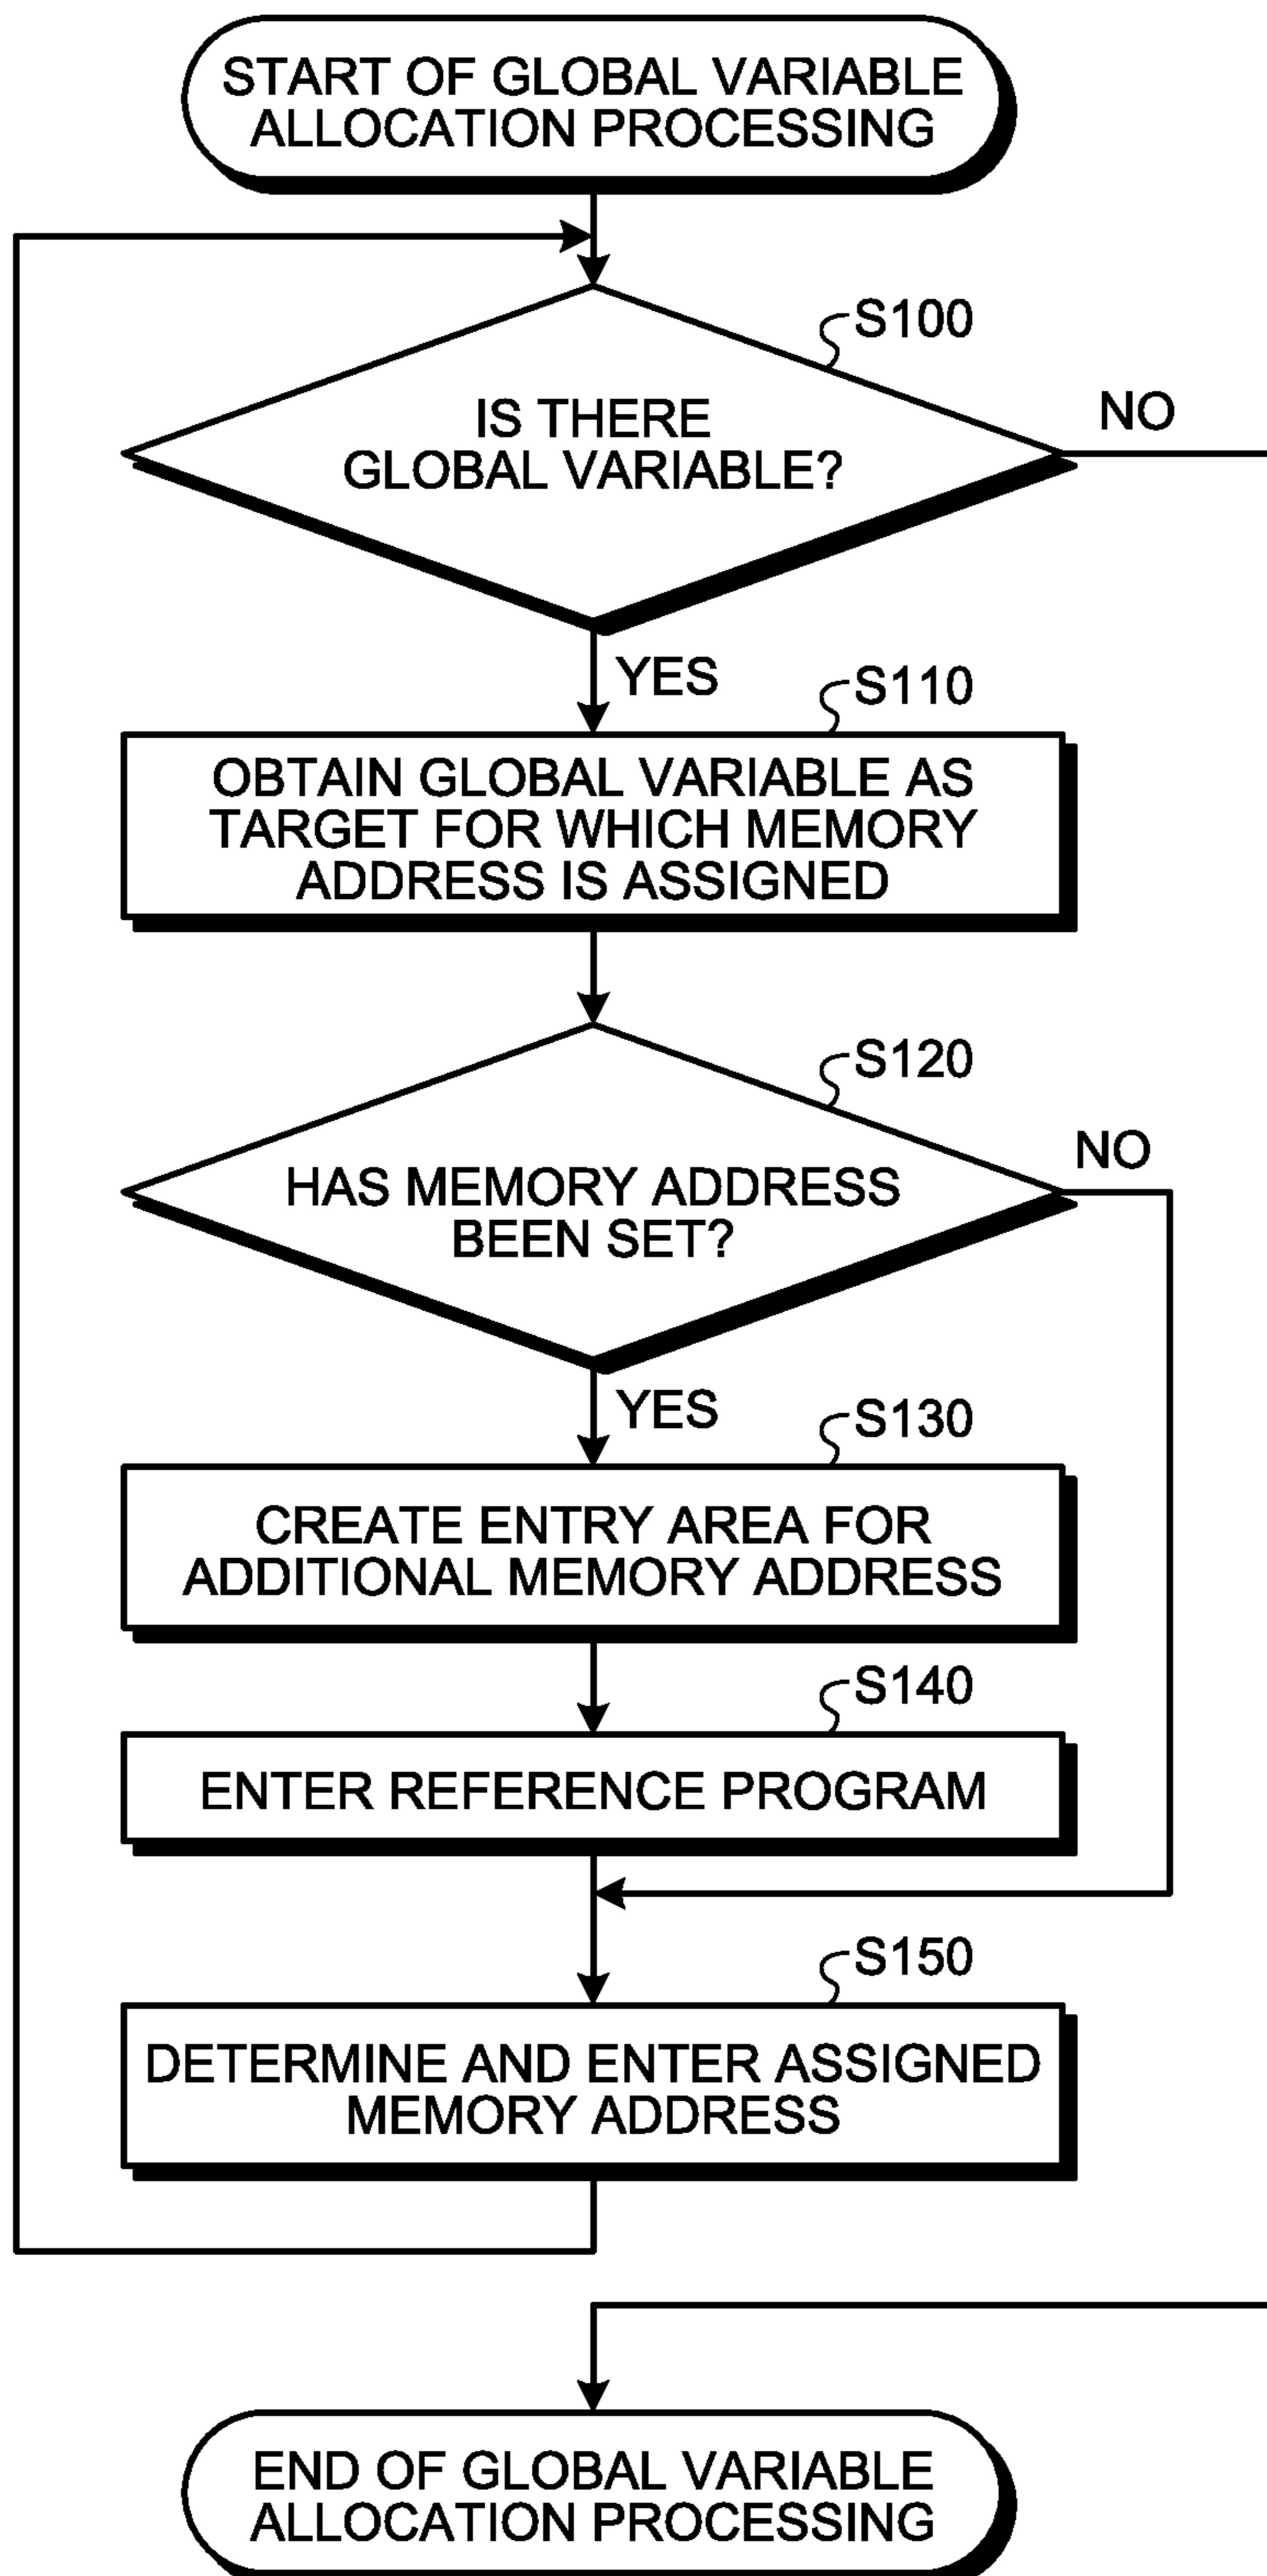 START OF GLOBAL VARIABLE
ALLOCATION PROCESSING
S100
IS THERE
GLOBAL VARIABLE?
NO
YES
S110
OBTAIN GLOBAL VARIABLE AS
TARGET FOR WHICH MEMORY
ADDRESS IS ASSIGNED
S120
HAS MEMORY ADDRESS
BEEN SET?
NO
YES
S130
CREATE ENTRY AREA FOR
ADDITIONAL MEMORY ADDRESS
S140
ENTER REFERENCE PROGRAM
S150
DETERMINE AND ENTER ASSIGNED
MEMORY ADDRESS
END OF GLOBAL VARIABLE
ALLOCATION PROCESSING